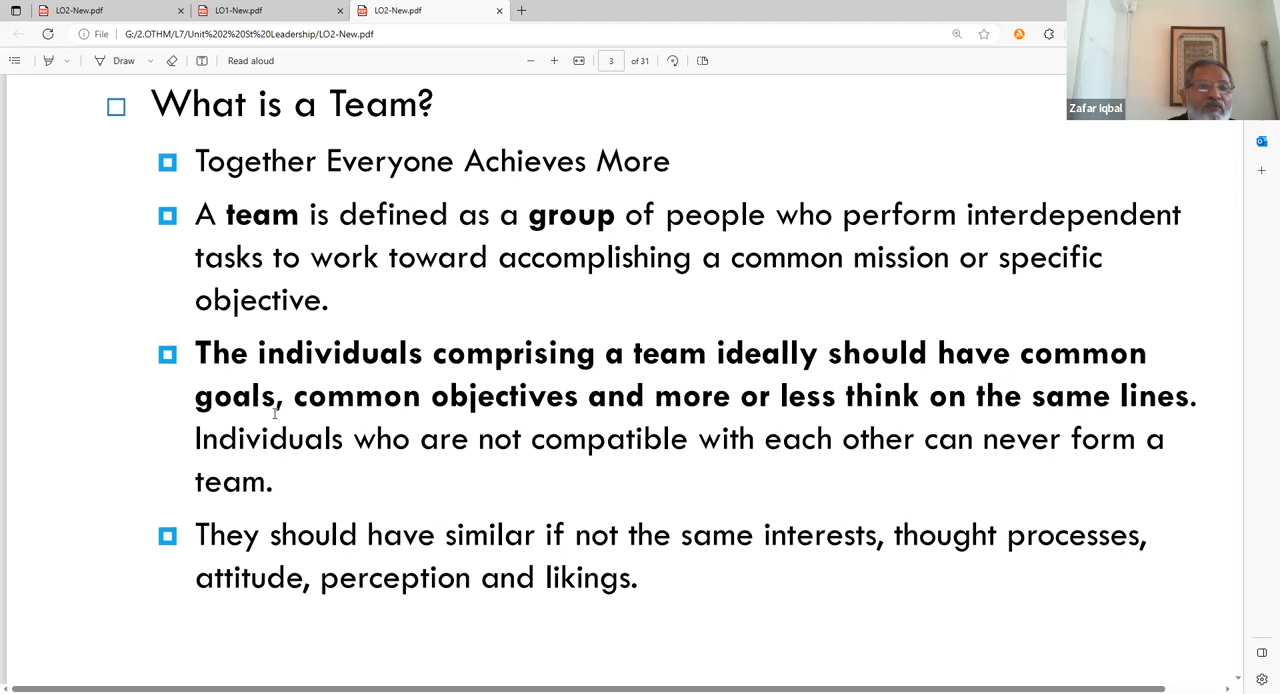 LO2-New.pdf
LO1-New.pdf
LO2-New.pdf
File
G:/2.OTHM/L7/Unit%202%20St%20Leadership/LO2-New.pdf
Draw
Read aloud
3
of 31
Zafar Iqbal
What is a Team?
Together Everyone Achieves More
A team is defined as a group of people who perform interdependent
tasks to work toward accomplishing a common mission or specific
objective.
The individuals comprising a team ideally should have common
goals, common objectives and more or less think on the same lines.
Individuals who are not compatible with each other can never form a
team.
They should have similar if not the same interests, thought processes,
attitude, perception and likings.